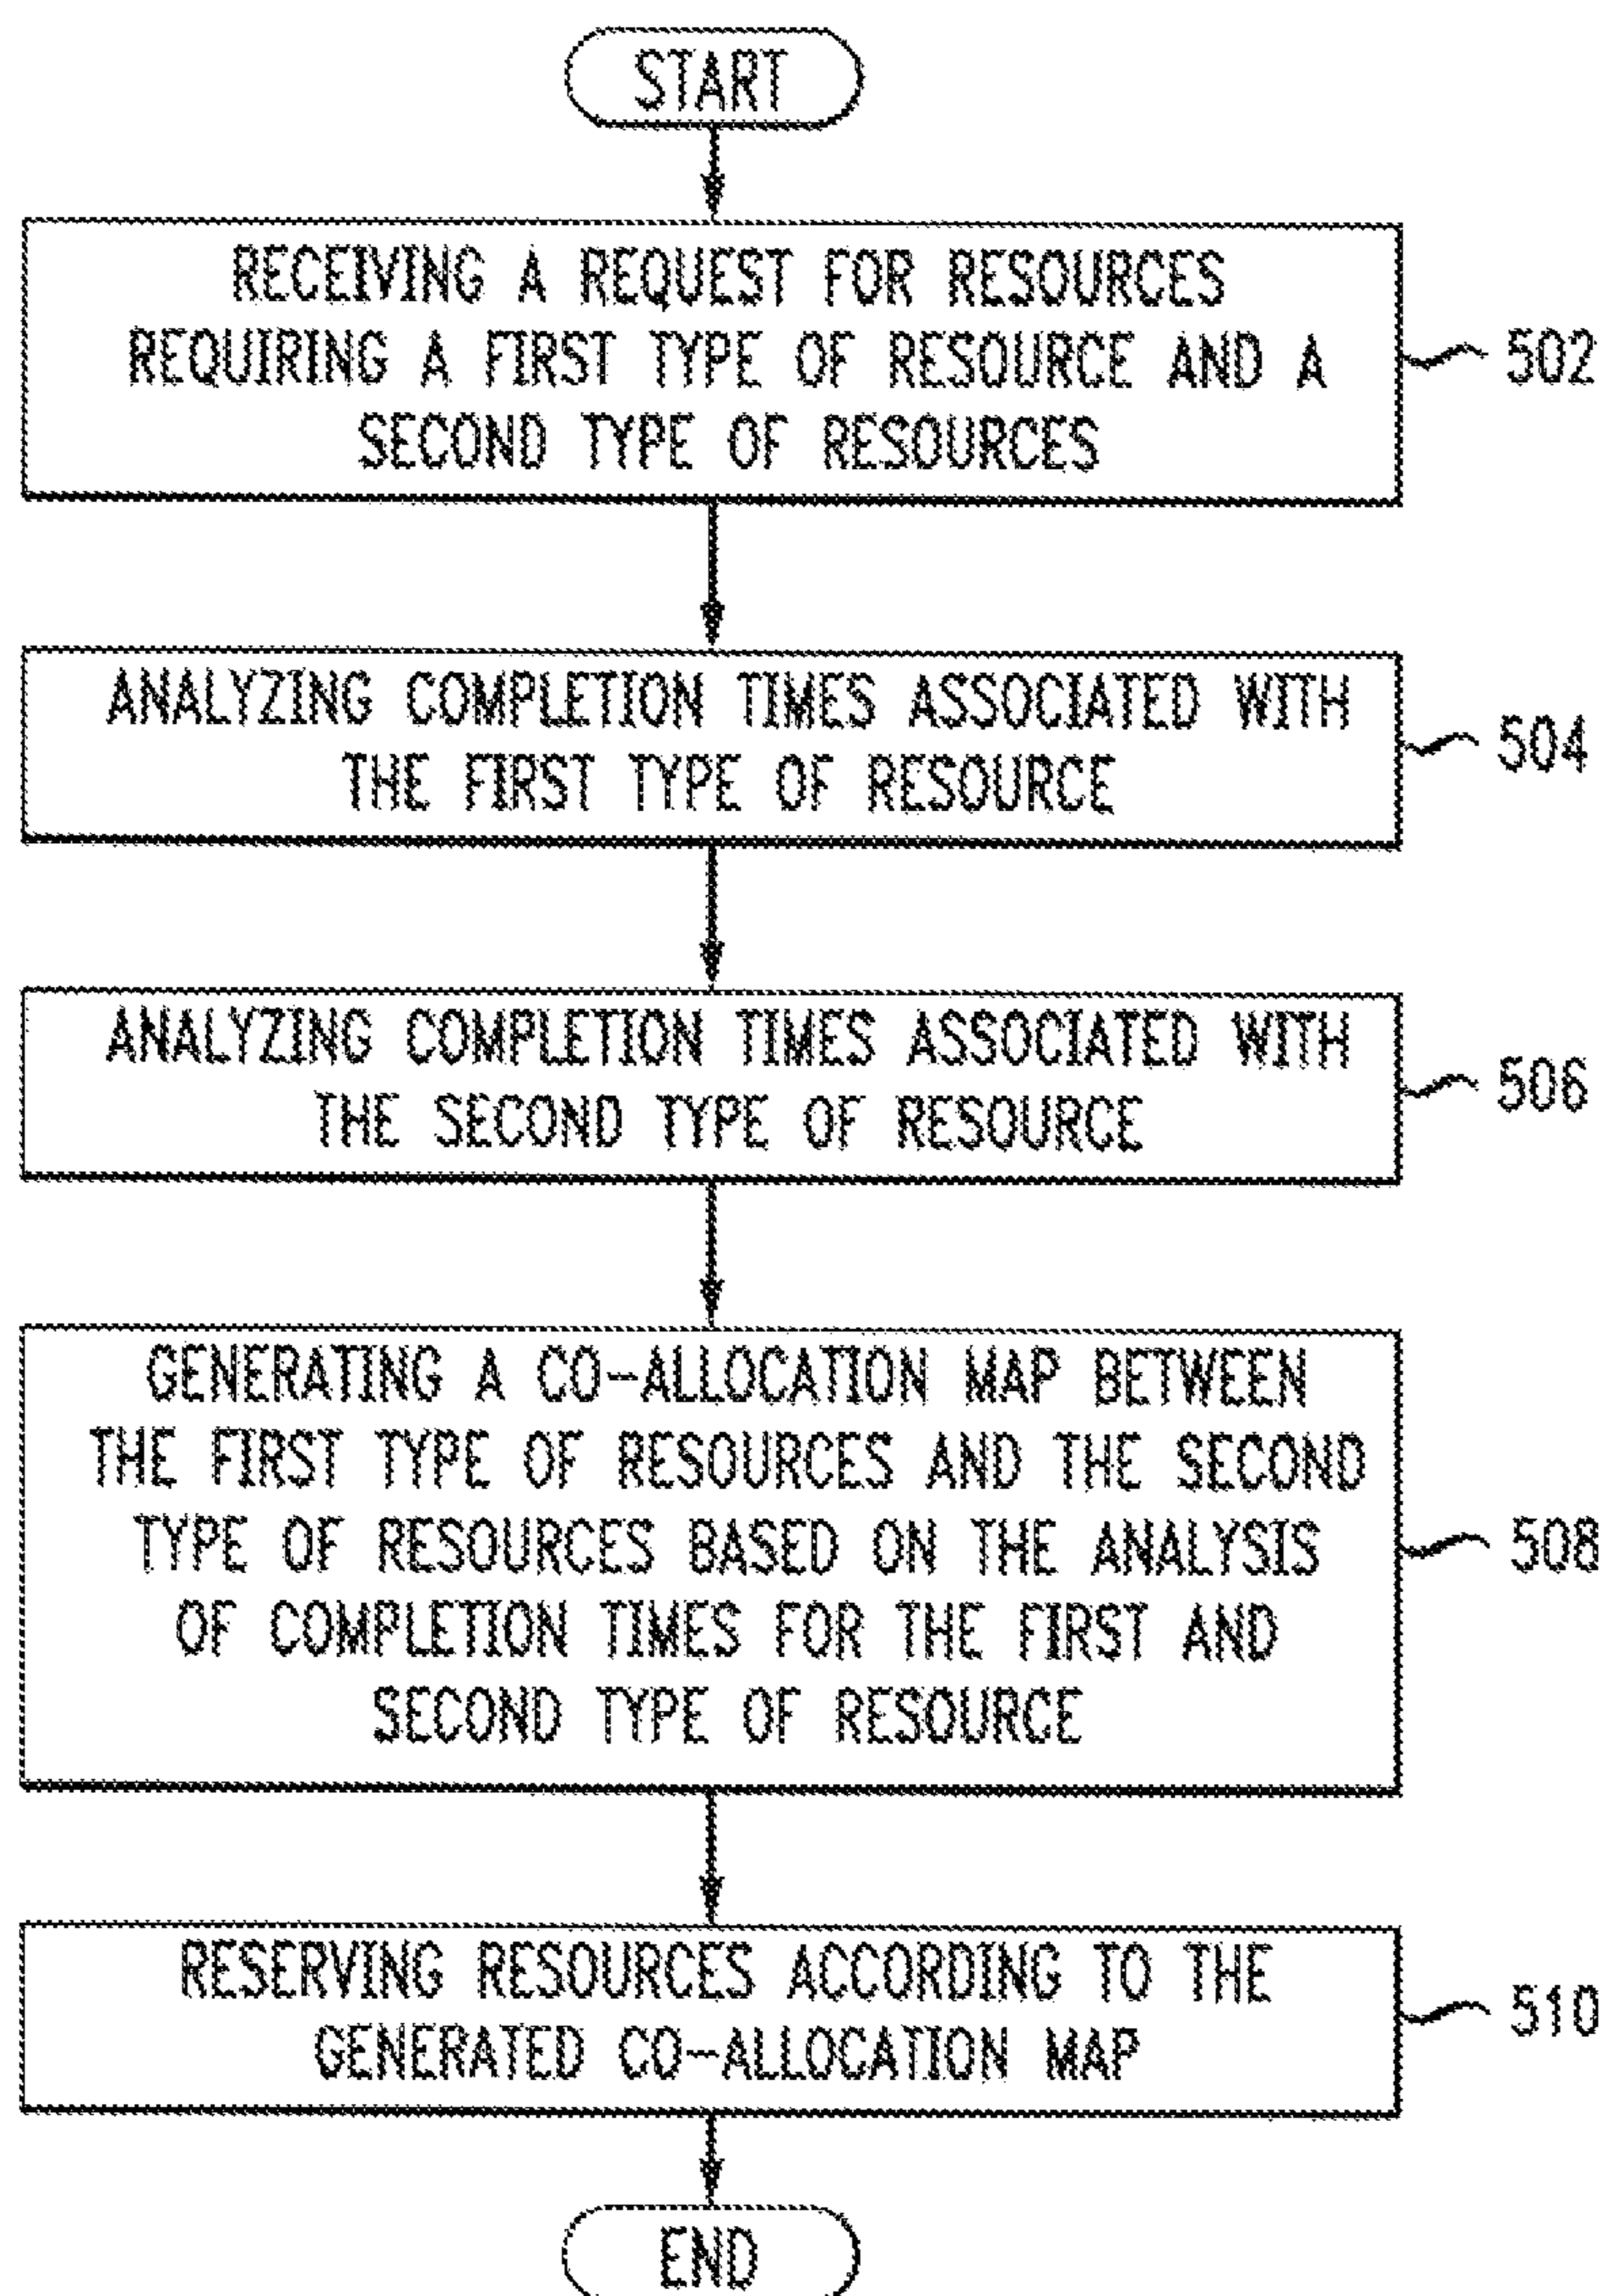 START
RECEIVING A REQUEST FOR RESOURCES
REQUIRING A FIRST TYPE OF RESOURCE AND A
SECOND TYPE OF RESOURCES
502
ANALYZING COMPLETION TIMES ASSOCIATED WITH
THE FIRST TYPE OF RESOURCE
504
ANALYZING COMPLETION TIMES ASSOCIATED WITH
THE SECOND TYPE OF RESOURCE
506
GENERATING A CO-ALLOCATION MAP BETWEEN
THE FIRST TYPE OF RESOURCES AND THE SECOND
TYPE OF RESOURCES BASED ON THE ANALYSIS
OF COMPLETION TIMES FOR THE FIRST AND
SECOND TYPE OF RESOURCE
508
RESERVING RESOURCES ACCORDING TO THE
GENERATED CO-ALLOCATION MAP
510
END